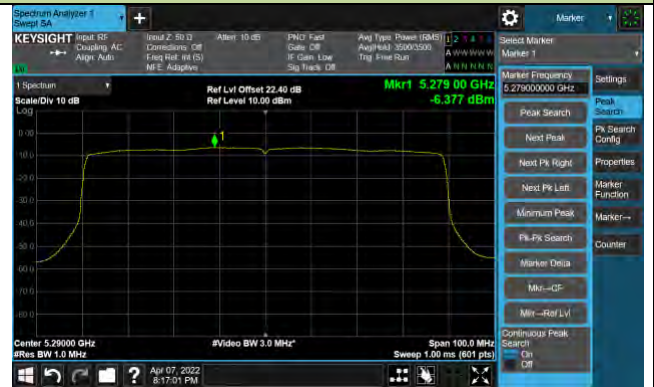 Spectrum Analyzer 1
Swept SA
+
Marker
KEYSIGHT Input: RF Input Z: 50 Ω Atten: 10 dB PNO: Fast Avg Type: Power (RMS) 1 2 3 4 5 6
Coupling: AC Corrections: Off Gate: Off Avg|Hold: 3500/3500 A W W W W W
Align: Auto Freq Ref: Int (S) IF Gain: Low Trig: Free Run
NFE: Adaptive Sig Track: Off A N N N N N
Select Marker
Marker 1
1 Spectrum
Ref Lvl Offset 22.40 dB
Mkr1 5.279 00 GHz
Scale/Div 10 dB
Ref Level 10.00 dBm
-6.377 dBm
Log
0.00
1
-10.0
-20.0
-30.0
-40.0
-60.0
Center 5.29000 GHz
#Video BW 3.0 MHz*
Span 100.0 MHz
#Res BW 1.0 MHz
Sweep 1.00 ms (601 pts)
Marker Frequency
5.279000000 GHz
Peak Search
Next Peak
Next Pk Right
Next Pk Left
Minimum Peak
Pk-Pk Search
Marker Delta
Mkr→CF
Mkr→Ref Lvl
Continuous Peak
Search
On
Off
Settings
Peak
Search
Pk Search
Config
Properties
Marker
Function
Marker→
Counter
?
Apr 07, 2022
8:17:01 PM